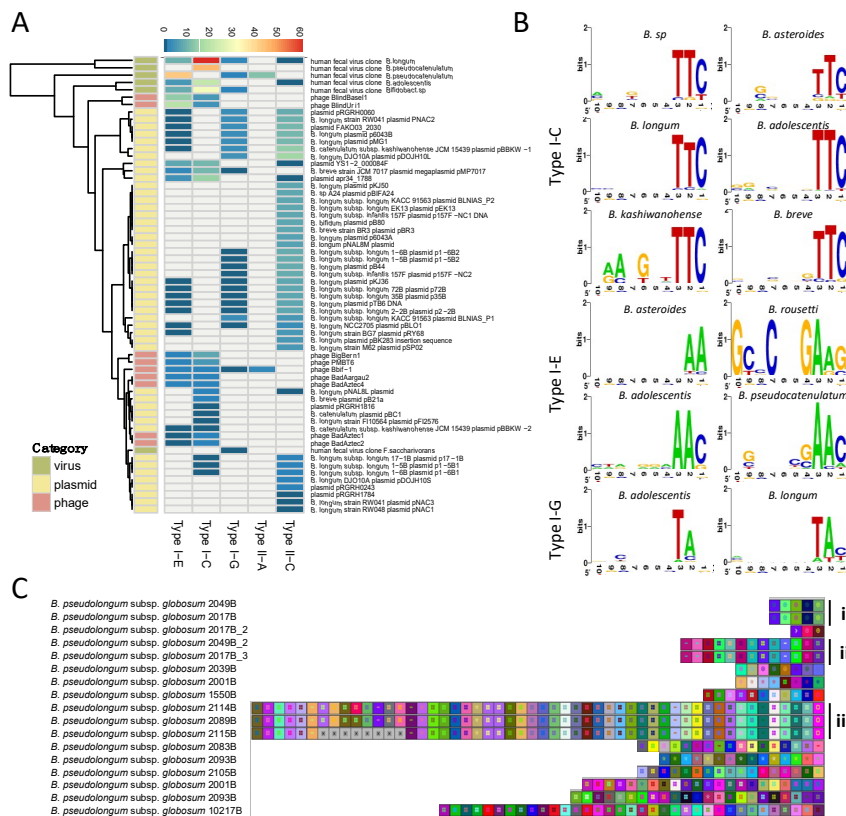 A
0 10 20 30 40 50 60
human fecal virus clone B.longum
human fecal virus clone B.pseudocatenulatum
human fecal virus clone B.pseudocatenulatum
human fecal virus clone B.adolescentis
human fecal virus clone Bifidobact.sp
phage BlindBasel1
phage BlindUri1
plasmid pRGRH0060
B. longum strain RW041 plasmid PNAC2
plasmid FAKO03_2030
B. longum plasmid p6043B
B. longum plasmid pMG1
B. catenulatum subsp. kashiwanohense JCM 15439 plasmid pBBKW −1
B. longum DJO10A plasmid pDOJH10L
plasmid YS1−2_000084F
B. breve strain JCM 7017 plasmid megaplasmid pMP7017
plasmid apr34_1788
B. longum plasmid pKJ50
B. sp A24 plasmid pBIFA24
B. longum subsp. longum KACC 91563 plasmid BLNIAS_P2
B. longum subsp. longum EK13 plasmid pEK13
B. longum subsp. infantis 157F plasmid p157F −NC1 DNA
B. bifidum plasmid pB80
B. breve strain BR3 plasmid pBR3
B. longum plasmid p6043A
B. longum pNAL8M plasmid
B. longum subsp. longum 1−6B plasmid p1−6B2
B. longum subsp. longum 1−5B plasmid p1−5B2
B. longum plasmid pB44
B. longum subsp. infantis 157F plasmid p157F −NC2
B. longum plasmid pKJ36
B. longum subsp. longum 72B plasmid p72B
B. longum subsp. longum 35B plasmid p35B
B. longum plasmid pTB6 DNA
B. longum subsp. longum 2−2B plasmid p2−2B
B. longum subsp. longum KACC 91563 plasmid BLNIAS_P1
B. longum NCC2705 plasmid pBLO1
B. longum strain BG7 plasmid pRY68
B. longum plasmid pBK283 insertion sequence
B. longum strain M62 plasmid pSP02
phage BigBern1
phage PMBT6
phage Bbif−1
phage BadAargau2
phage BadAztec4
B. longum pNAL8L plasmid
B. breve plasmid pB21a
plasmid pRGRH1816
B. catenulatum plasmid pBC1
B. longum strain FI10564 plasmid pFI2576
B. catenulatum subsp. kashiwanohense JCM 15439 plasmid pBBKW −2
phage BadAztec1
phage BadAztec2
human fecal virus clone F.saccharivorans
B. longum subsp. longum 17−1B plasmid p17−1B
B. longum subsp. longum 1−5B plasmid p1−5B1
B. longum subsp. longum 1−6B plasmid p1−6B1
B. longum DJO10A plasmid pDOJH10S
plasmid pRGRH0243
plasmid pRGRH1784
B. longum strain RW041 plasmid pNAC3
B. longum strain RW048 plasmid pNAC1
Category
virus
plasmid
phage
Type I−E
Type I−C
Type I−G
Type II−A
Type II−C
B
Type I-C
B. sp
B. asteroides
B. longum
B. adolescentis
B. kashiwanohense
B. breve
Type I-E
B. asteroides
B. rousetti
B. adolescentis
B. pseudocatenulatum
Type I-G
B. adolescentis
B. longum
C
B. pseudolongum subsp. globosum 2049B
B. pseudolongum subsp. globosum 2017B
B. pseudolongum subsp. globosum 2017B_2
B. pseudolongum subsp. globosum 2049B_2
B. pseudolongum subsp. globosum 2017B_3
B. pseudolongum subsp. globosum 2039B
B. pseudolongum subsp. globosum 2001B
B. pseudolongum subsp. globosum 1550B
B. pseudolongum subsp. globosum 2114B
B. pseudolongum subsp. globosum 2089B
B. pseudolongum subsp. globosum 2115B
B. pseudolongum subsp. globosum 2083B
B. pseudolongum subsp. globosum 2093B
B. pseudolongum subsp. globosum 2105B
B. pseudolongum subsp. globosum 2001B
B. pseudolongum subsp. globosum 2093B
B. pseudolongum subsp. globosum 10217B
i
ii